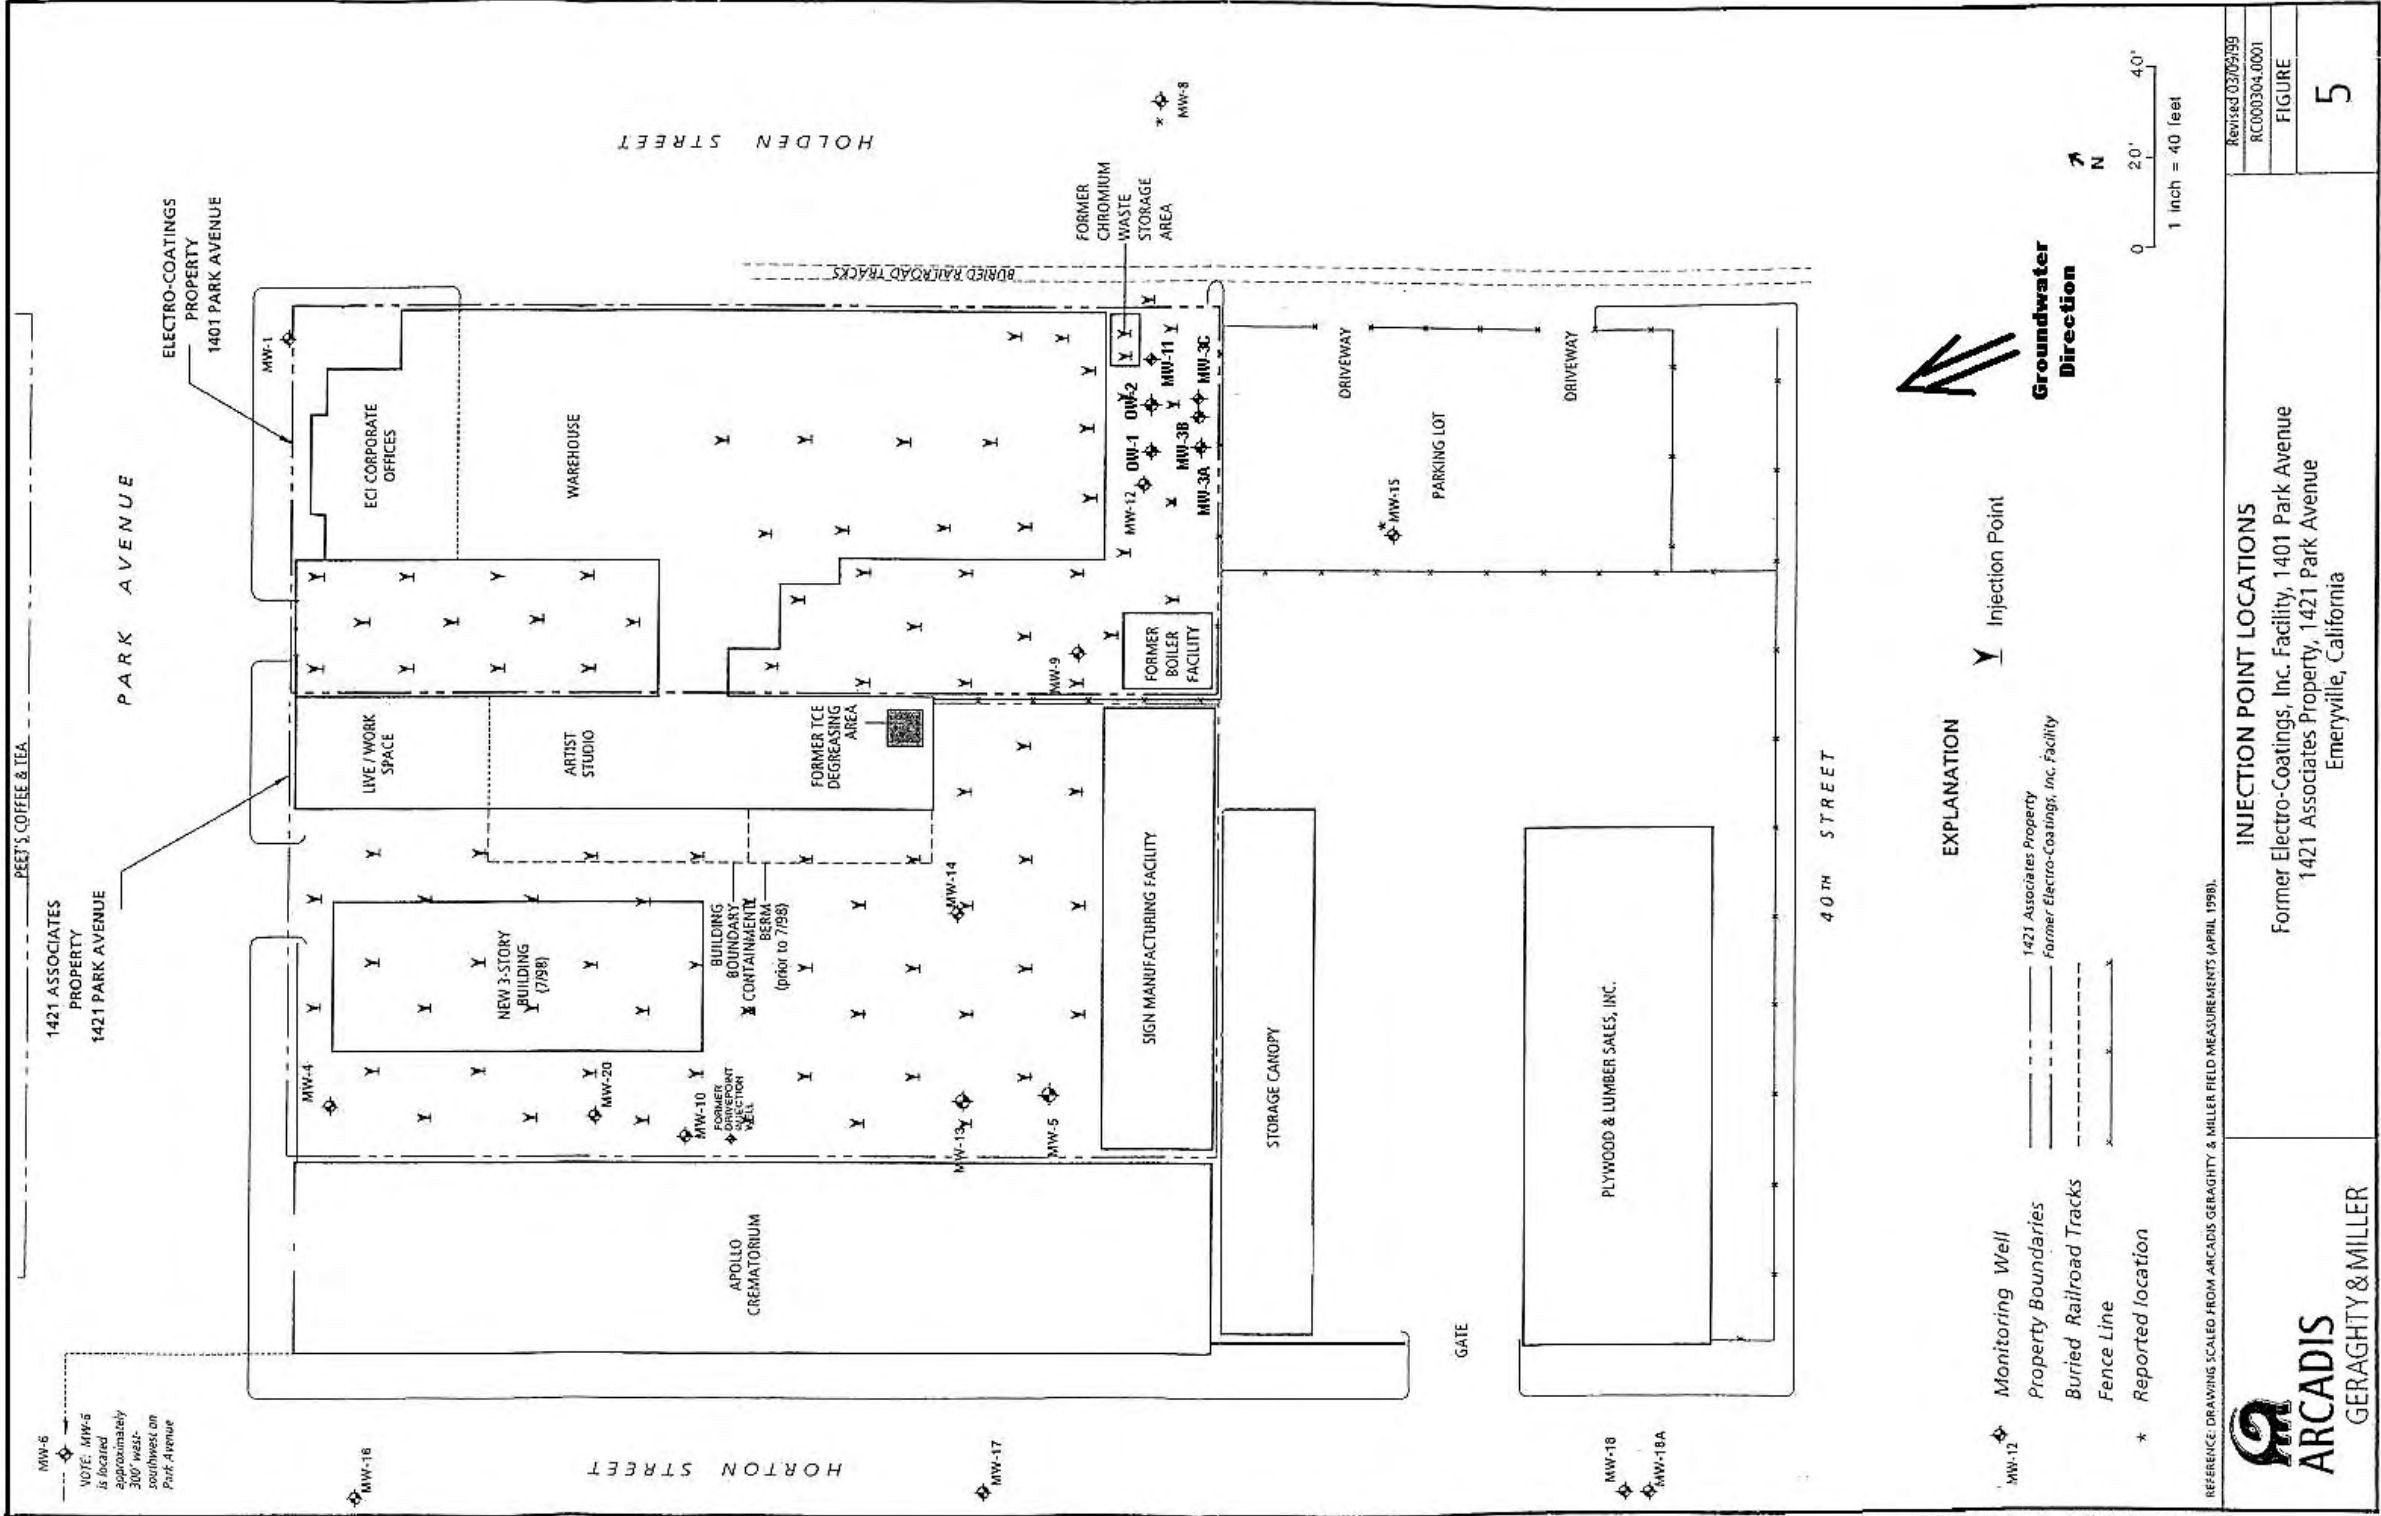 PEET'S COFFEE & TEA
MW-6
NOTE: MW-6
is located
approximately
300' west-
southwest on
Park Avenue
1421 ASSOCIATES
PROPERTY
1421 PARK AVENUE
PARK AVENUE
ELECTRO-COATINGS
PROPERTY
1401 PARK AVENUE
MW-16
HORTON STREET
MW-17
MW-18
MW-18A
GATE
APOLLO
CREMATORIUM
MW-4
MW-20
MW-10
FORMER
DRIVEPOINT
INJECTION
WELL
MW-13
MW-5
MW-14
NEW 3-STORY
BUILDING
(7/98)
BUILDING
BOUNDARY
& CONTAINMENT
BERM
(prior to 7/98)
LIVE / WORK
SPACE
ARTIST
STUDIO
FORMER TCE
DEGREASING
AREA
SIGN MANUFACTURING FACILITY
STORAGE CANOPY
PLYWOOD & LUMBER SALES, INC.
MW-1
ECI CORPORATE
OFFICES
WAREHOUSE
MW-9
FORMER
BOILER
FACILITY
MW-12
OW-1
OW-2
MW-11
MW-3A
MW-3B
MW-3C
FORMER
CHROMIUM
WASTE
STORAGE
AREA
BURIED RAILROAD TRACKS
HOLDEN STREET
* MW-8
DRIVEWAY
DRIVEWAY
PARKING LOT
* MW-15
40TH STREET
EXPLANATION
MW-12 Monitoring Well
Property Boundaries
1421 Associates Property
Former Electro-Coatings, Inc. Facility
Buried Railroad Tracks
Fence Line
* Reported location
Injection Point
Groundwater
Direction
N
0 20' 40'
1 inch = 40 feet
REFERENCE: DRAWING SCALED FROM ARCADIS GERAGHTY & MILLER FIELD MEASUREMENTS (APRIL 1998).
ARCADIS
GERAGHTY & MILLER
INJECTION POINT LOCATIONS
Former Electro-Coatings, Inc. Facility, 1401 Park Avenue
1421 Associates Property, 1421 Park Avenue
Emeryville, California
Revised 03/09/99
RC000304.0001
FIGURE
5